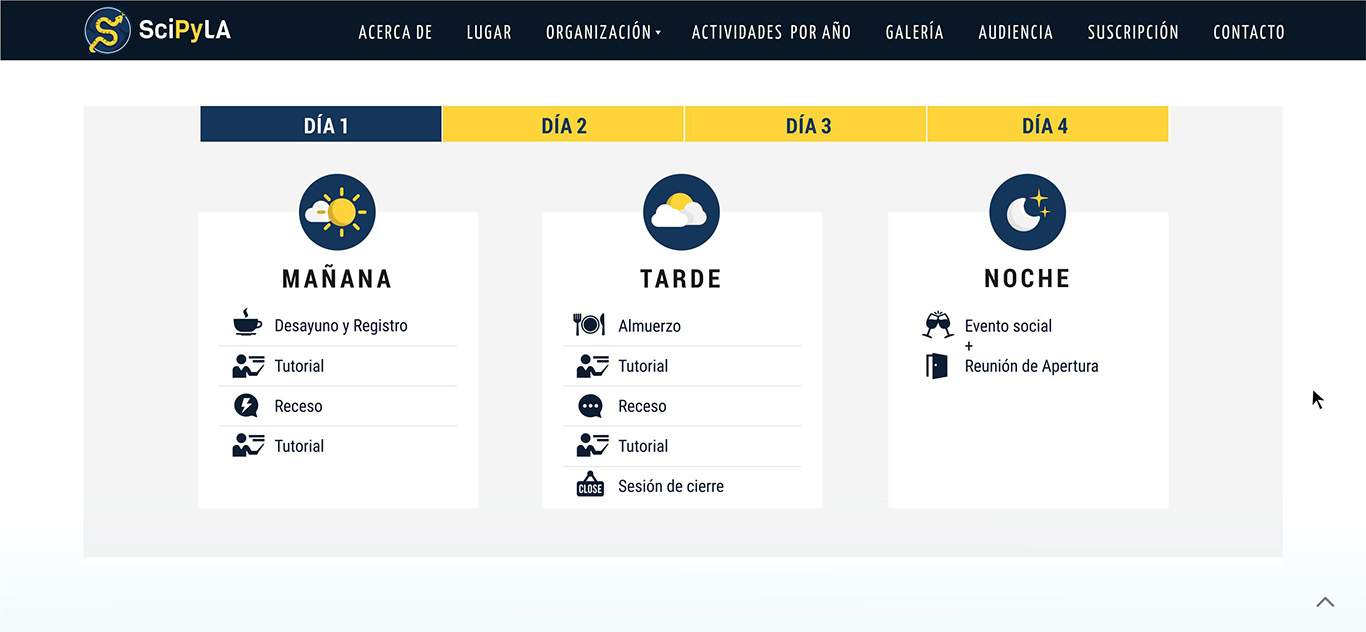 SciPyLA
ACERCA DE
LUGAR
ORGANIZACIÓN
ACTIVIDADES POR AÑO
GALERÍA
AUDIENCIA
SUSCRIPCIÓN
CONTACTO
DÍA 1
DÍA 2
DÍA 3
DÍA 4
MAÑANA
Desayuno y Registro
Tutorial
Receso
Tutorial
TARDE
Almuerzo
Tutorial
Receso
Tutorial
CLOSE
Sesión de cierre
NOCHE
Evento social
+
Reunión de Apertura